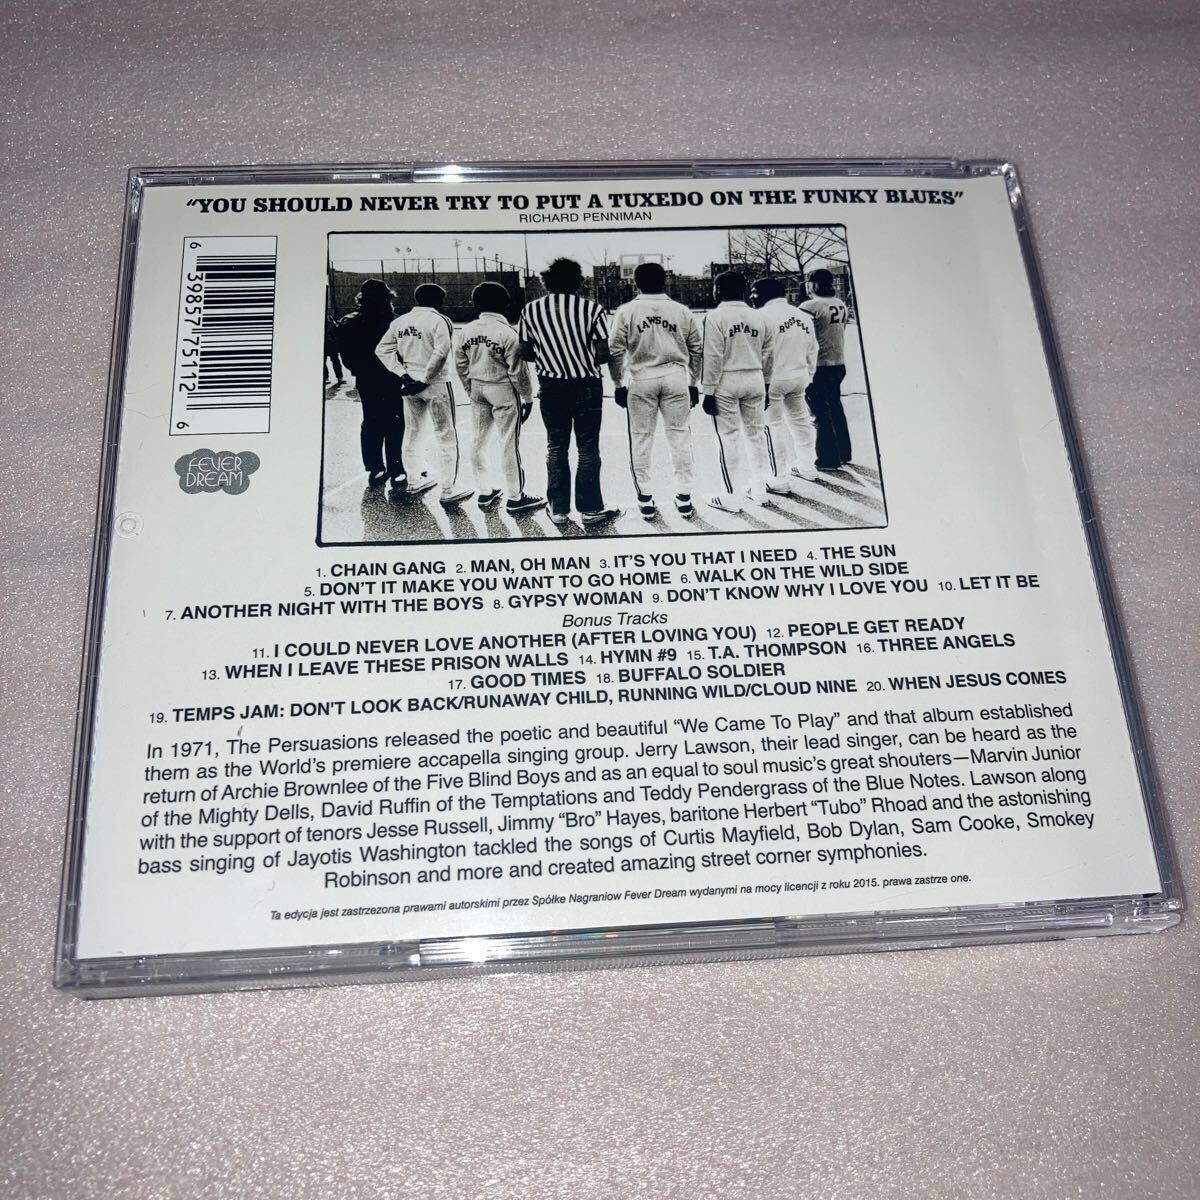 "YOU SHOULD NEVER TRY TO PUT A TUXEDO ON THE FUNKY BLUES"
RICHARD PENNIMAN
6 39857 75112 6
FEVER
DREAM
HAYES
SHINGTON
LAWSON
RHOAD
RUSSELL
27
1. CHAIN GANG 2. MAN, OH MAN 3. IT'S YOU THAT I NEED 4. THE SUN
5. DON'T IT MAKE YOU WANT TO GO HOME 6. WALK ON THE WILD SIDE
7. ANOTHER NIGHT WITH THE BOYS 8. GYPSY WOMAN 9. DON'T KNOW WHY I LOVE YOU 10. LET IT BE
Bonus Tracks
11. I COULD NEVER LOVE ANOTHER (AFTER LOVING YOU) 12. PEOPLE GET READY
13. WHEN I LEAVE THESE PRISON WALLS 14. HYMN #9 15. T.A. THOMPSON 16. THREE ANGELS
17. GOOD TIMES 18. BUFFALO SOLDIER
19. TEMPS JAM: DON'T LOOK BACK/RUNAWAY CHILD, RUNNING WILD/CLOUD NINE 20. WHEN JESUS COMES
In 1971, The Persuasions released the poetic and beautiful "We Came To Play" and that album established
them as the World's premiere accapella singing group. Jerry Lawson, their lead singer, can be heard as the
return of Archie Brownlee of the Five Blind Boys and as an equal to soul music's great shouters—Marvin Junior
of the Mighty Dells, David Ruffin of the Temptations and Teddy Pendergrass of the Blue Notes. Lawson along
with the support of tenors Jesse Russell, Jimmy "Bro" Hayes, baritone Herbert "Tubo" Rhoad and the astonishing
bass singing of Jayotis Washington tackled the songs of Curtis Mayfield, Bob Dylan, Sam Cooke, Smokey
Robinson and more and created amazing street corner symphonies.
Ta edycja jest zastrzezona prawami autorskimi przez Spółke Nagraniow Fever Dream wydanymi na mocy licencji z roku 2015. prawa zastrze one.